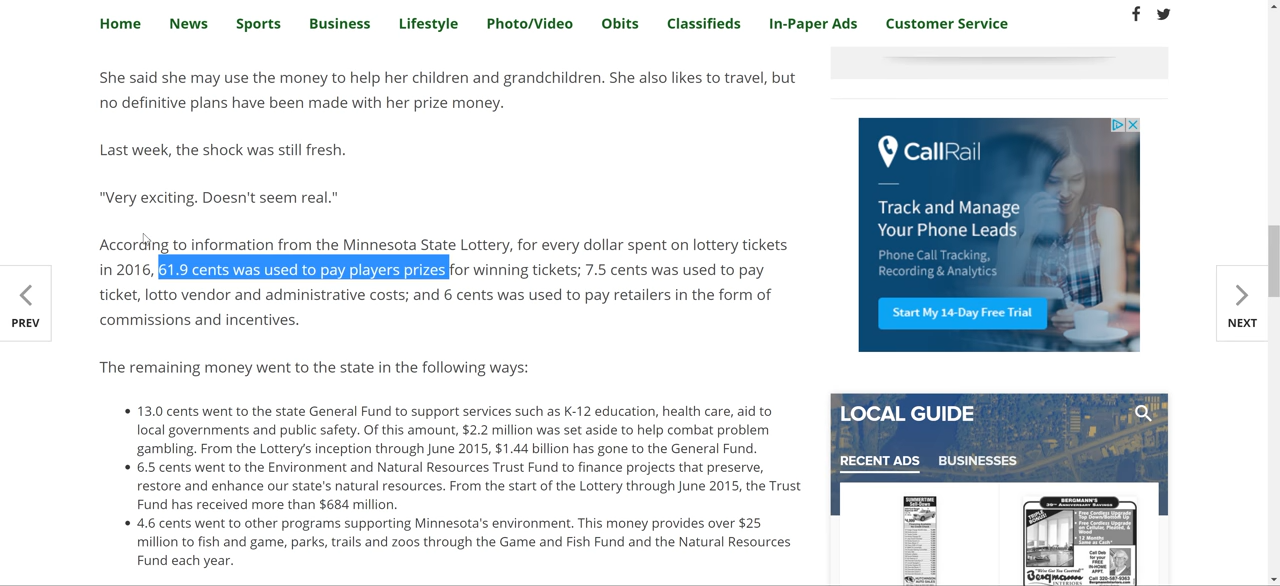 Home News Sports Business Lifestyle Photo/Video Obits Classifieds In-Paper Ads Customer Service
She said she may use the money to help her children and grandchildren. She also likes to travel, but
no definitive plans have been made with her prize money.
Last week, the shock was still fresh.
"Very exciting. Doesn't seem real."
According to information from the Minnesota State Lottery, for every dollar spent on lottery tickets
in 2016, 61.9 cents was used to pay players prizes for winning tickets; 7.5 cents was used to pay
ticket, lotto vendor and administrative costs; and 6 cents was used to pay retailers in the form of
commissions and incentives.
The remaining money went to the state in the following ways:
• 13.0 cents went to the state General Fund to support services such as K-12 education, health care, aid to
local governments and public safety. Of this amount, $2.2 million was set aside to help combat problem
gambling. From the Lottery's inception through June 2015, $1.44 billion has gone to the General Fund.
• 6.5 cents went to the Environment and Natural Resources Trust Fund to finance projects that preserve,
restore and enhance our state's natural resources. From the start of the Lottery through June 2015, the Trust
Fund has received more than $684 million.
• 4.6 cents went to other programs supporting Minnesota's environment. This money provides over $25
million to fish and game, parks, trails and zoos through the Game and Fish Fund and the Natural Resources
Fund each year.
PREV
NEXT
CallRail
Track and Manage
Your Phone Leads
Phone Call Tracking,
Recording & Analytics
Start My 14-Day Free Trial
LOCAL GUIDE
RECENT ADS BUSINESSES
SUMMERTIME
BERGMANN'S
Bergmann
INTERIORS